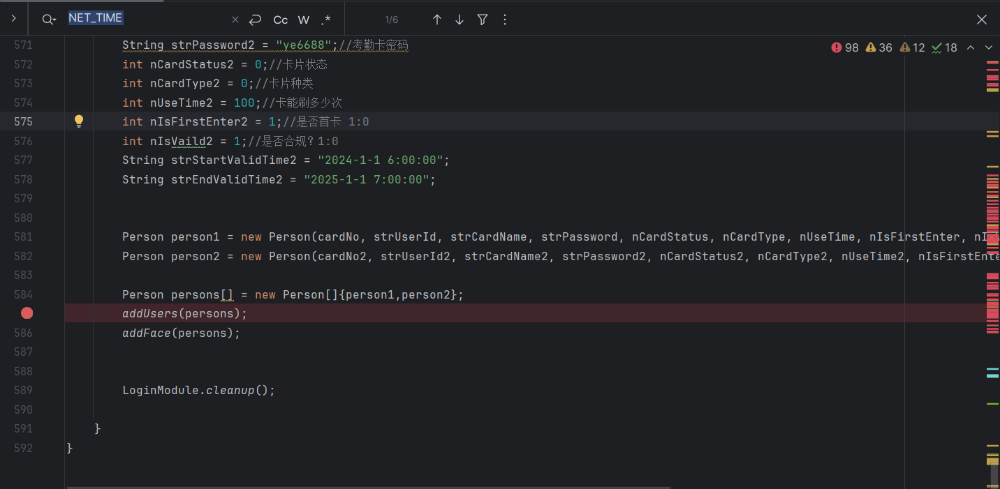 NET_TIME
Cc W .*
1/6
98 36 12 18
571 String strPassword2 = "ye6688";//考勤卡密码
572 int nCardStatus2 = 0;//卡片状态
573 int nCardType2 = 0;//卡片种类
574 int nUseTime2 = 100;//卡能刷多少次
575 int nIsFirstEnter2 = 1;//是否首卡 1:0
576 int nIsVaild2 = 1;//是否合规？1:0
577 String strStartValidTime2 = "2024-1-1 6:00:00";
578 String strEndValidTime2 = "2025-1-1 7:00:00";
579
580
581 Person person1 = new Person(cardNo, strUserId, strCardName, strPassword, nCardStatus, nCardType, nUseTime, nIsFirstEnter,
582 Person person2 = new Person(cardNo2, strUserId2, strCardName2, strPassword2, nCardStatus2, nCardType2, nUseTime2, nIsFirstEnte
583
584 Person persons[] = new Person[]{person1,person2};
addUsers(persons);
586 addFace(persons);
587
588
589 LoginModule.cleanup();
590
591 }
592 }